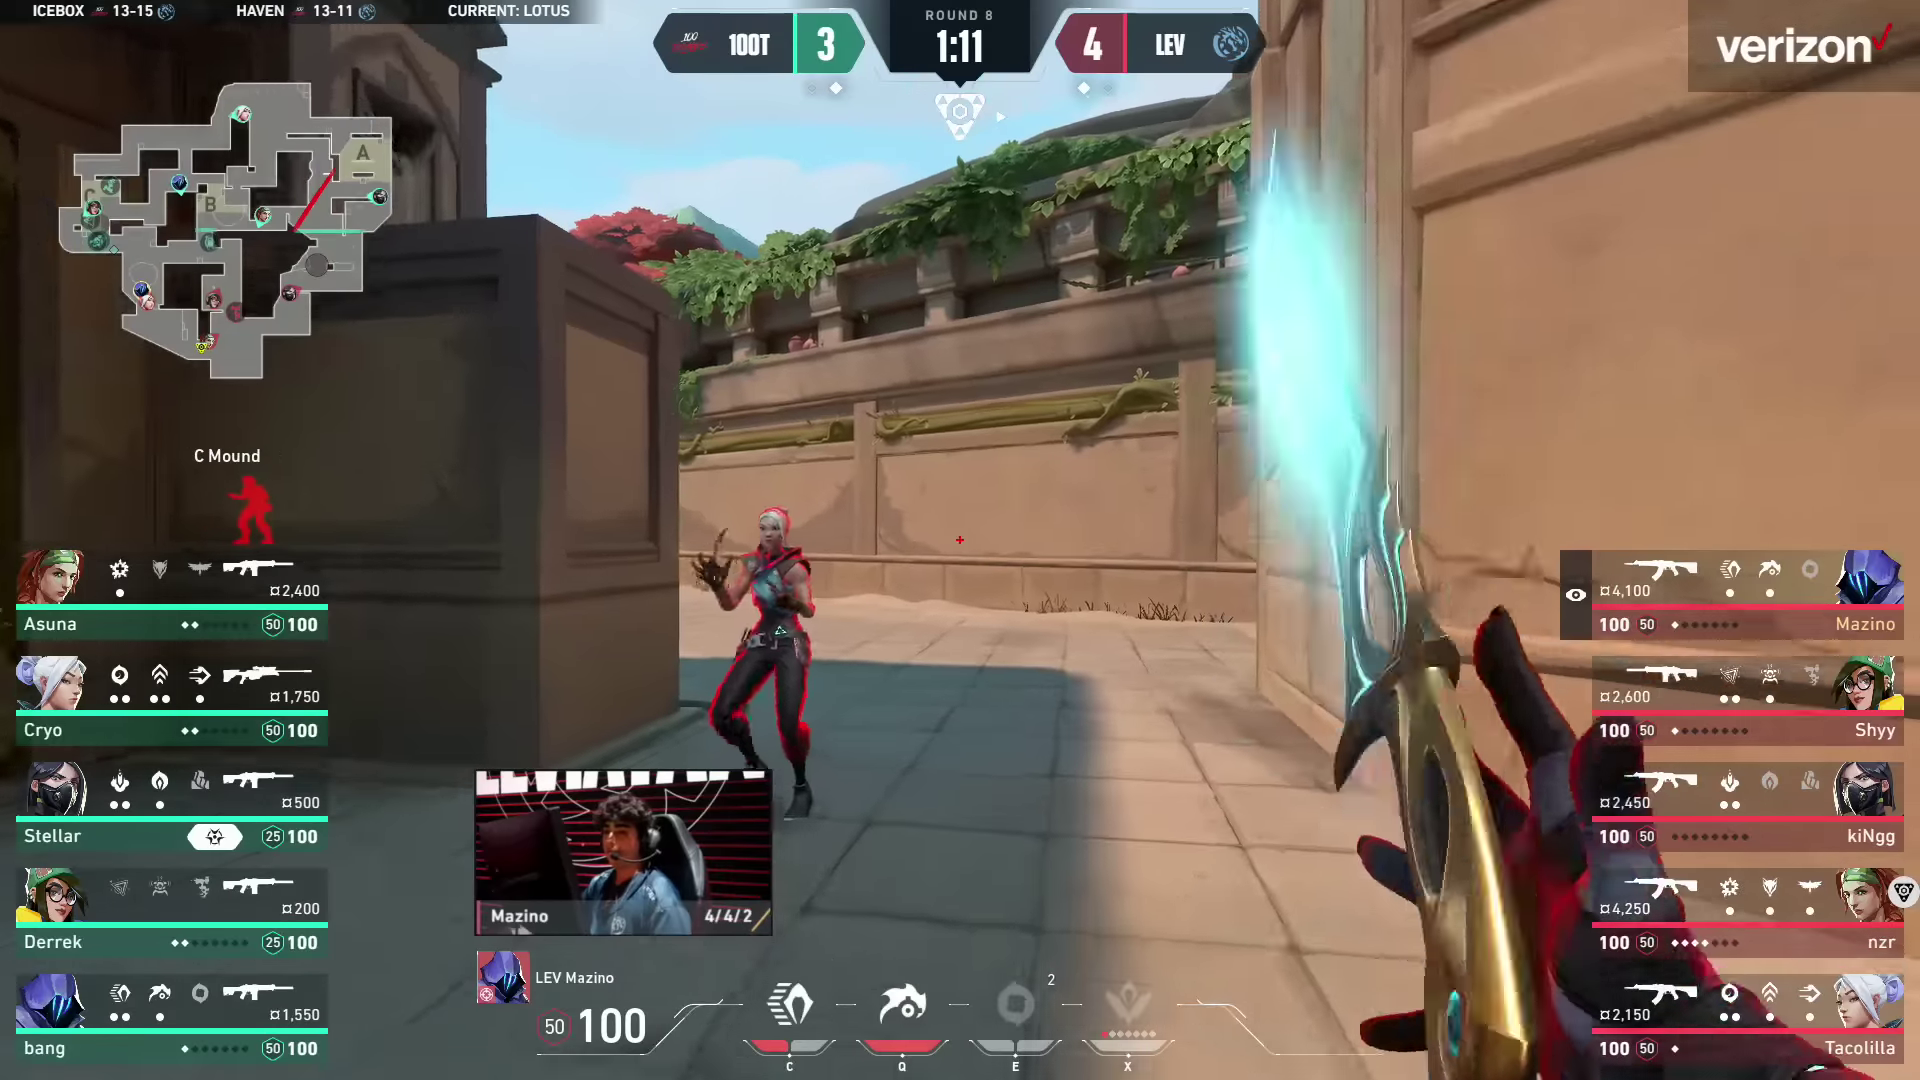 ICEBOX 13-15 HAVEN 13-11 CURRENT: LOTUS
100 100T 3 ROUND 8 1:11 4 LEV
verizon
A
B
C
C Mound
¤2,400
Asuna 50 100
¤1,750
Cryo 50 100
¤500
Stellar 25 100
¤200
Derrek 25 100
¤1,550
bang 50 100
¤4,100
100 50 Mazino
¤2,600
100 50 Shyy
¤2,450
100 50 kiNgg
¤4,250
100 50 nzr
¤2,150
100 50 Tacolilla
Mazino 4/4/2
LEV Mazino
50 100
2
C Q E X